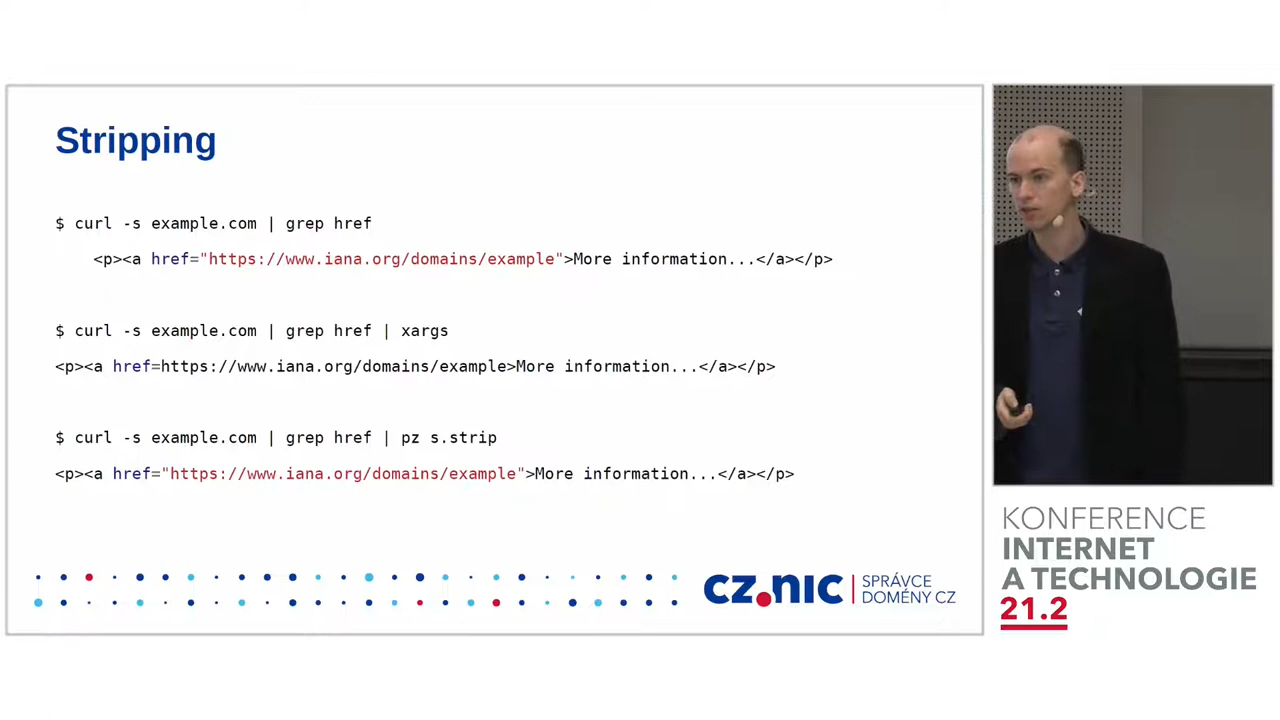 Stripping
$ curl -s example.com | grep href
<p><a href="https://www.iana.org/domains/example">More information...</a></p>
$ curl -s example.com | grep href | xargs
<p><a href=https://www.iana.org/domains/example>More information...</a></p>
$ curl -s example.com | grep href | pz s.strip
<p><a href="https://www.iana.org/domains/example">More information...</a></p>
CZ.NIC
SPRÁVCE
DOMÉNY CZ
KONFERENCE
INTERNET
A TECHNOLOGIE
21.2